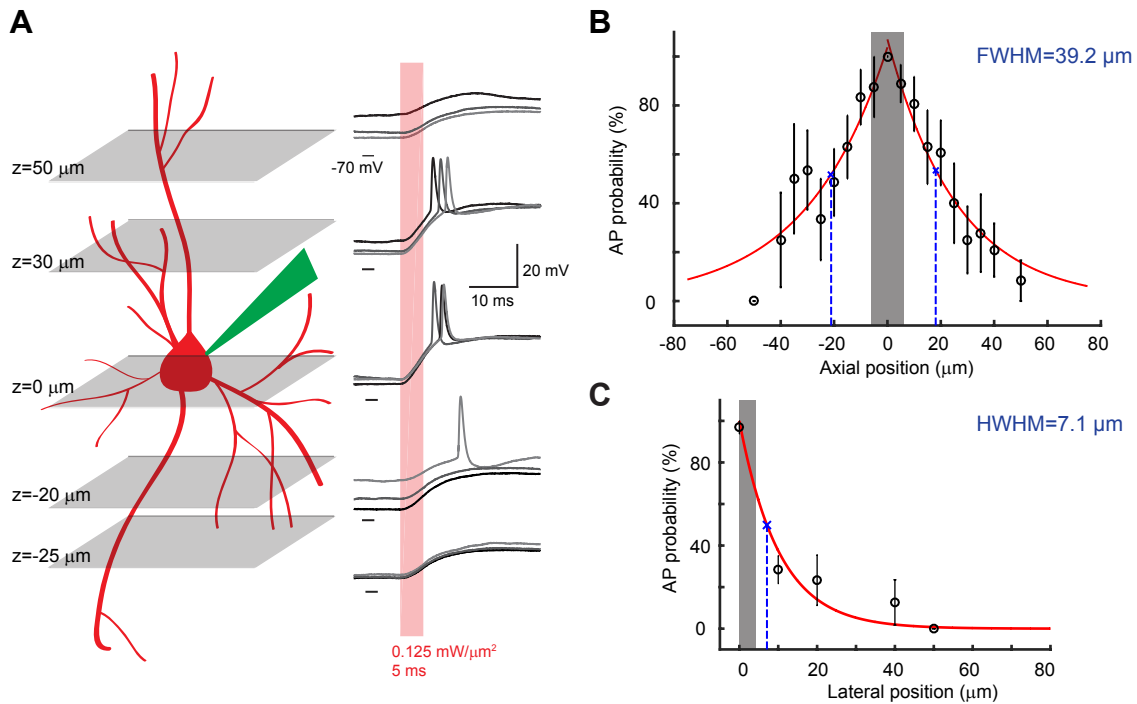 A
z=50 μm
z=30 μm
z=0 μm
z=-20 μm
z=-25 μm
-70 mV
20 mV
10 ms
0.125 mW/μm²
5 ms
B
FWHM=39.2 μm
AP probability (%)
80
40
0
-80 -60 -40 -20 0 20 40 60 80
Axial position (μm)
C
HWHM=7.1 μm
AP probability (%)
80
40
0
0 20 40 60 80
Lateral position (μm)